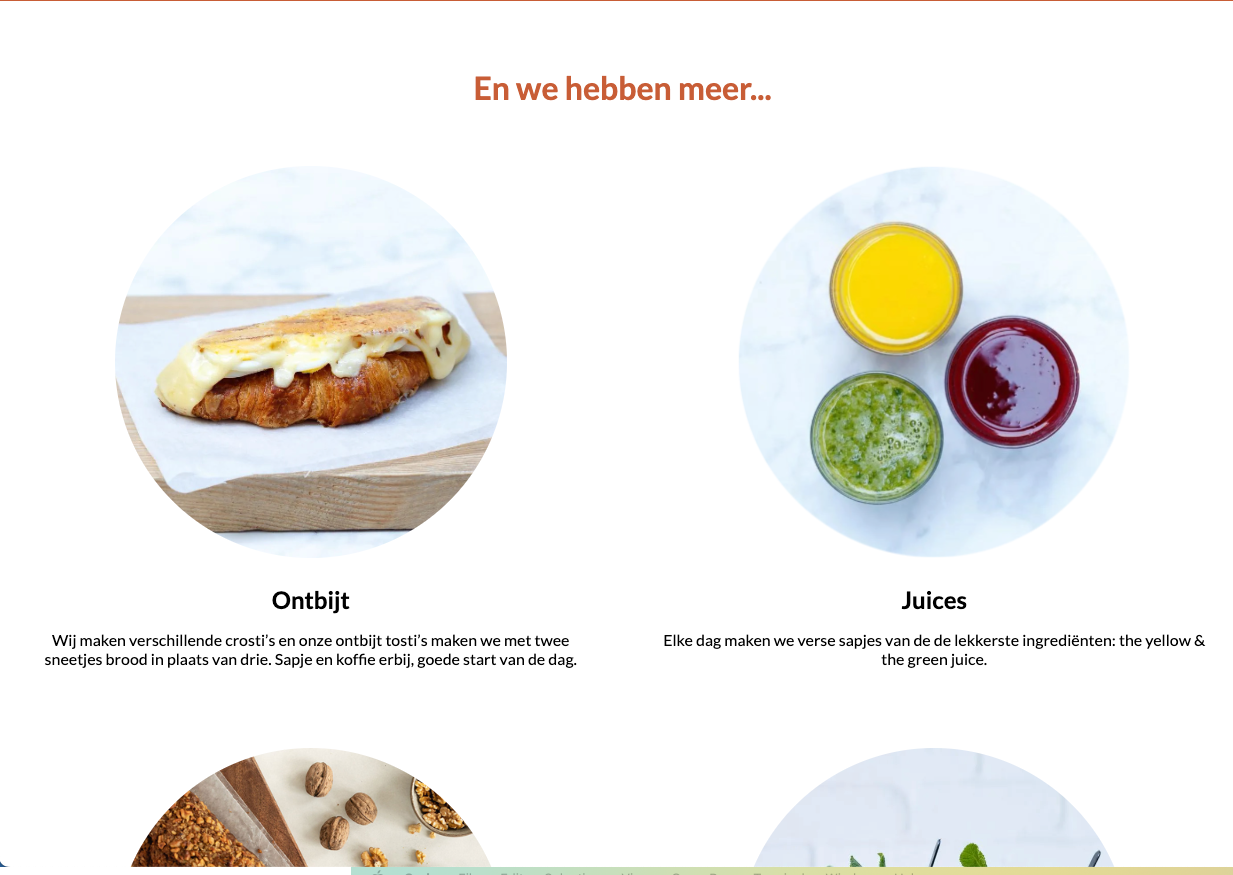 En we hebben meer...
Ontbijt
Wij maken verschillende crosti's en onze ontbijt tosti's maken we met twee
sneetjes brood in plaats van drie. Sapje en koffie erbij, goede start van de dag.
Juices
Elke dag maken we verse sapjes van de de lekkerste ingrediënten: the yellow &
the green juice.